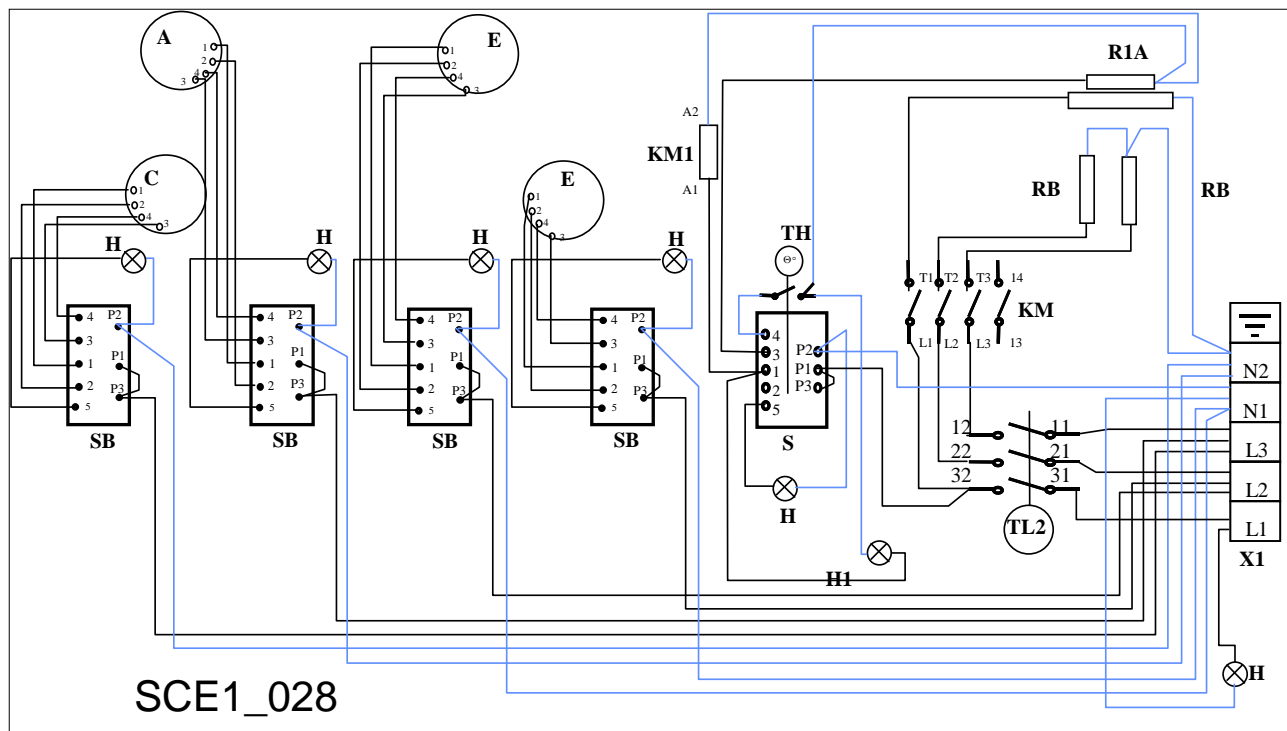 A
1
2
4
3
E
1
2
4
3
R1A
A2
KM1
A1
RB
RB
C
1
2
4
3
E
1
2
4
3
H
H
H
H
TH
Θ°
T1
T2
T3
14
KM
L1
L2
L3
13
4
3
1
2
5
P2
P1
P3
SB
4
3
1
2
5
P2
P1
P3
SB
4
3
1
2
5
P2
P1
P3
SB
4
3
1
2
5
P2
P1
P3
SB
4
3
1
2
5
P2
P1
P3
S
H
H1
12
11
22
21
32
31
TL2
N2
N1
L3
L2
L1
X1
H
SCE1_028